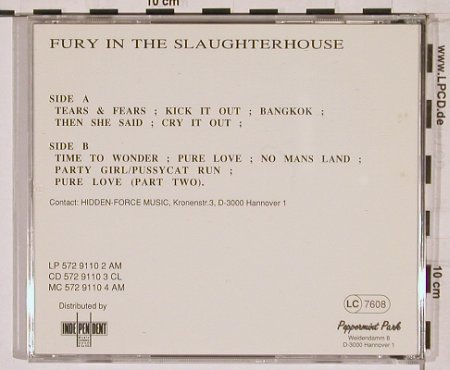 10 cm
FURY IN THE SLAUGHTERHOUSE
SIDE A
TEARS & FEARS ; KICK IT OUT ; BANGKOK ;
THEN SHE SAID ; CRY IT OUT ;
SIDE B
TIME TO WONDER ; PURE LOVE ; NO MANS LAND ;
PARTY GIRL/PUSSYCAT RUN ;
PURE LOVE (PART TWO).
Contact: HIDDEN-FORCE MUSIC, Kronenstr.3, D-3000 Hannover 1
LP 572 9110 2 AM
CD 572 9110 3 CL
MC 572 9110 4 AM
Distributed by
INDEPENDENT
LC 7608
Peppermint Park
Weidendamm 8
D-3000 Hannover 1
www.LPCD.de
10 cm